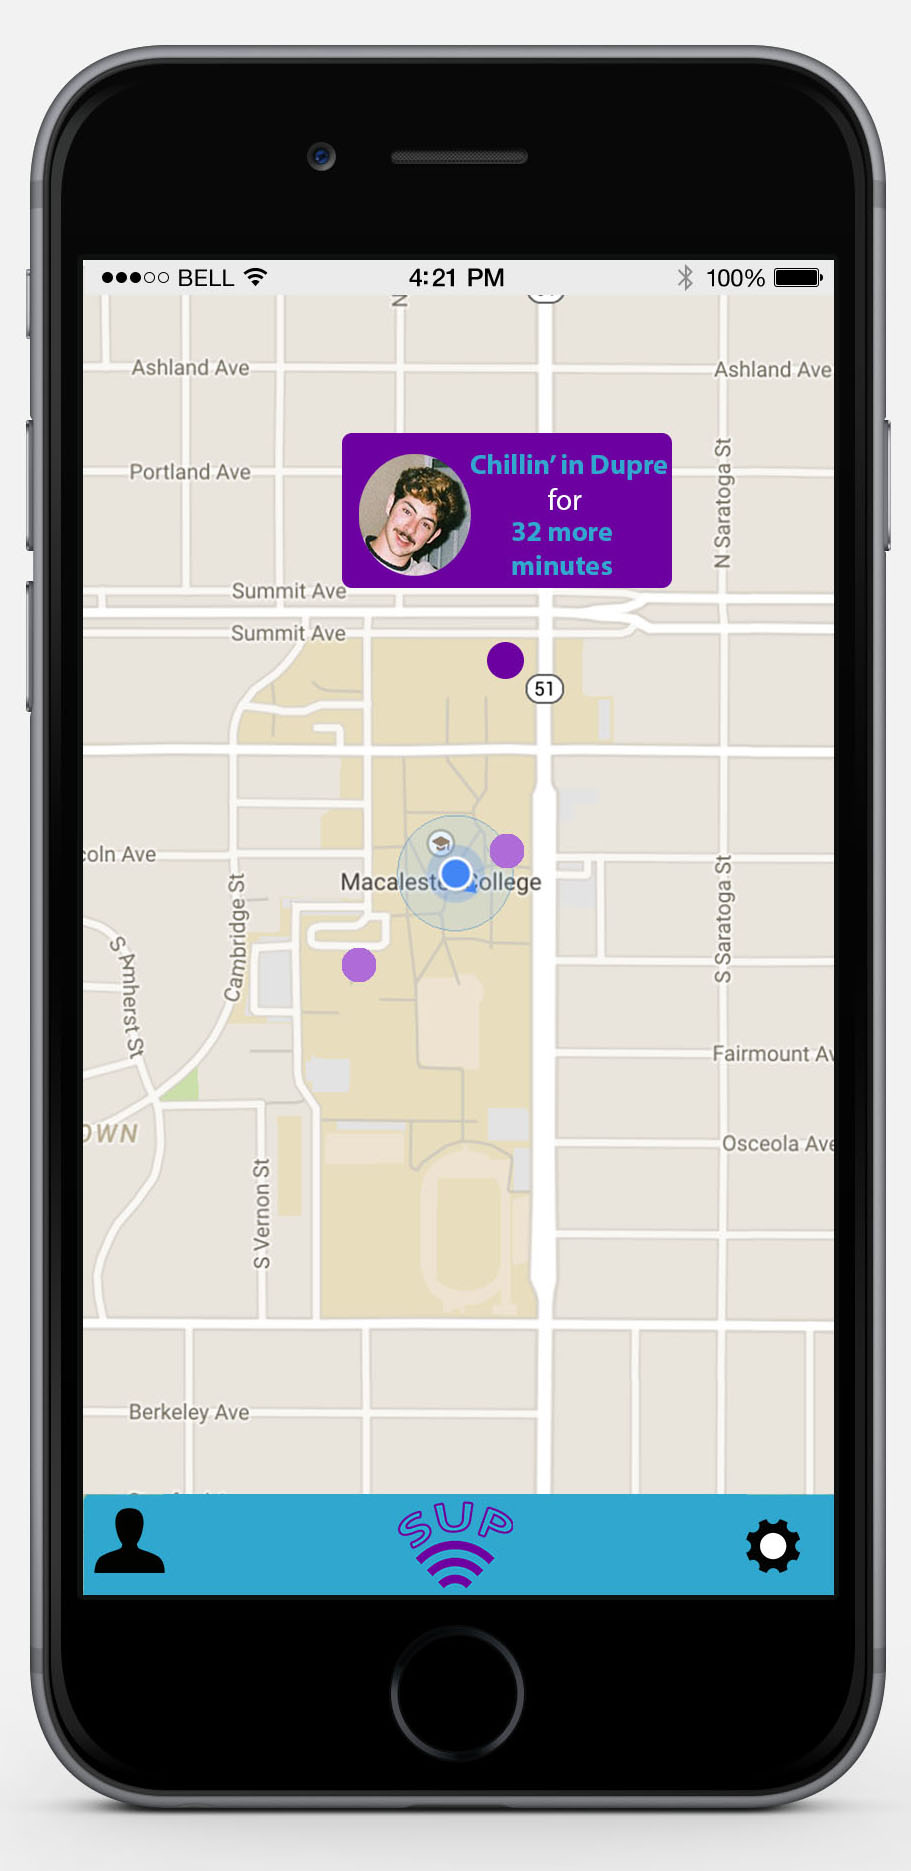 BELL 4:21 PM 100%
N
Ashland Ave
Ashland Ave
Portland Ave
N Saratoga St
Chillin’ in Dupre
for
32 more
minutes
Summit Ave
Summit Ave
51
coln Ave
Macalest College
Cambridge St
S Saratoga St
S Amherst St
Fairmount Av
OWN
Osceola Ave
S Vernon St
Berkeley Ave
SUP